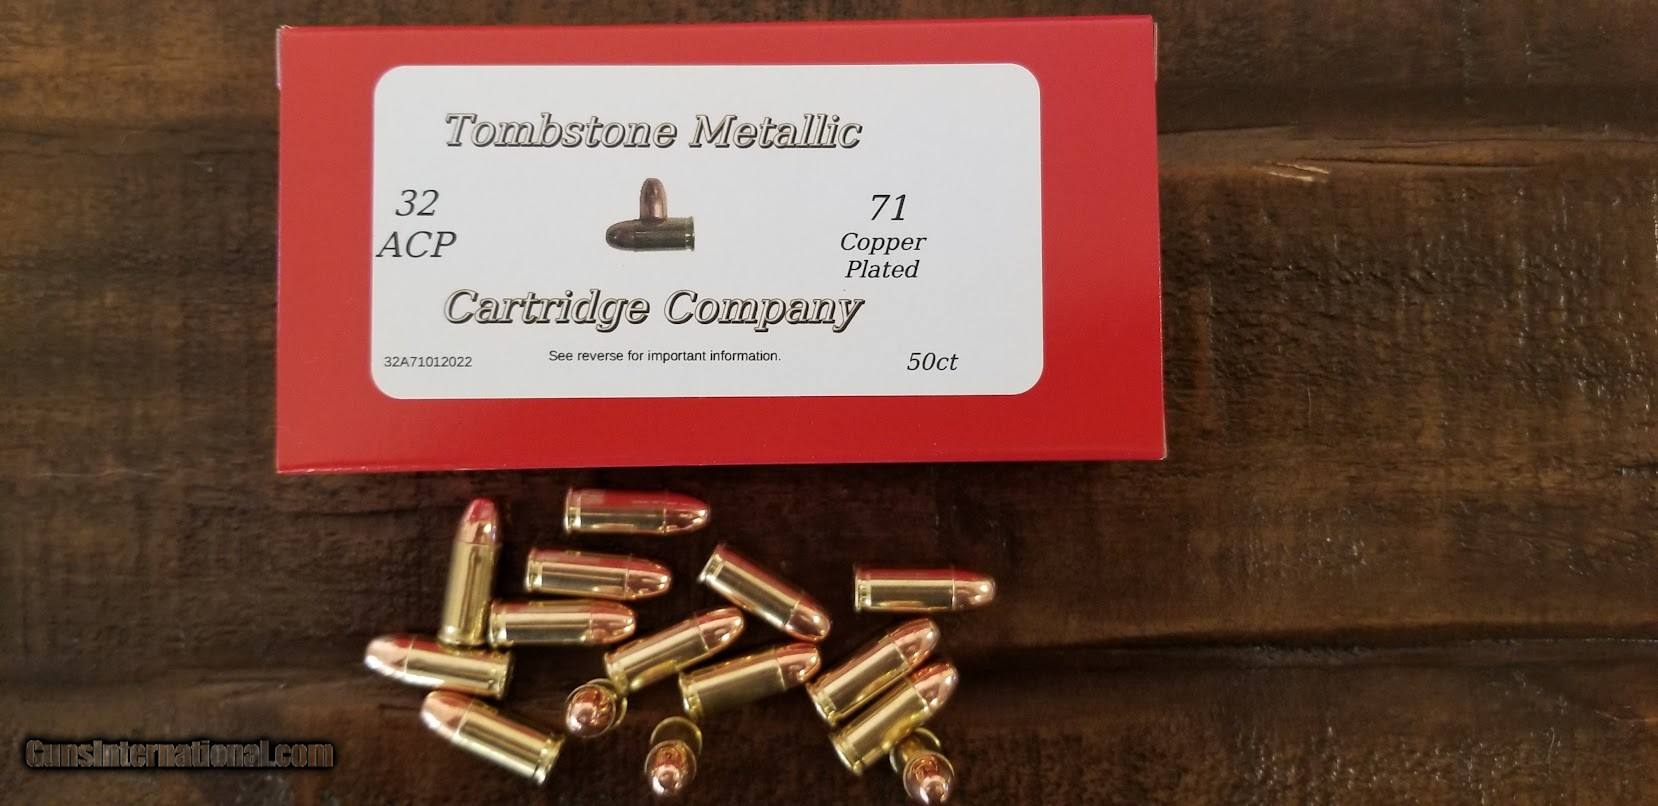 Tombstone Metallic
32
ACP
71
Copper
Plated
Cartridge Company
32A71012022
See reverse for important information.
50ct
GunsInternational.com